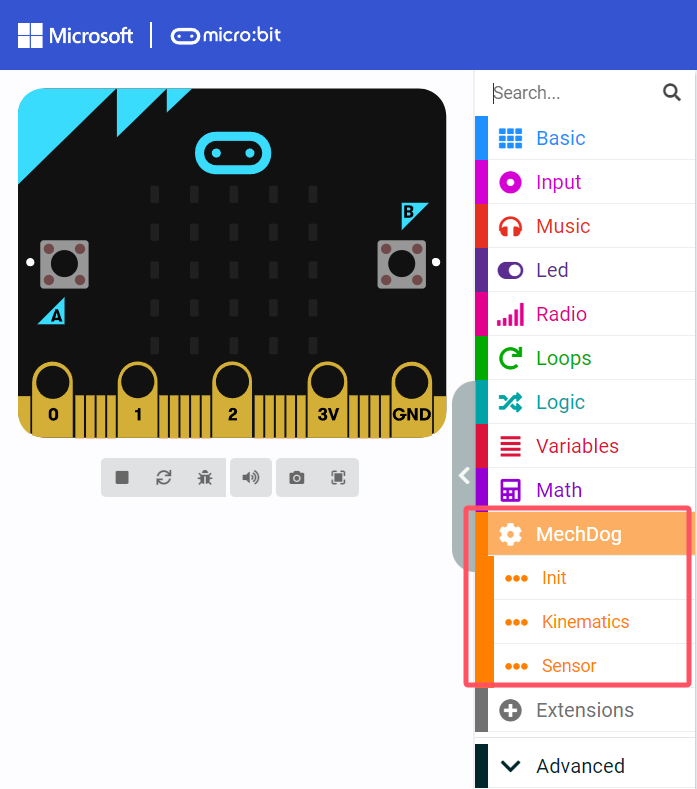 Microsoft micro:bit
Search...
Basic
Input
B
Music
Led
A
Radio
Loops
Logic
0 1 2 3V GND
Variables
Math
MechDog
Init
Kinematics
Sensor
Extensions
Advanced